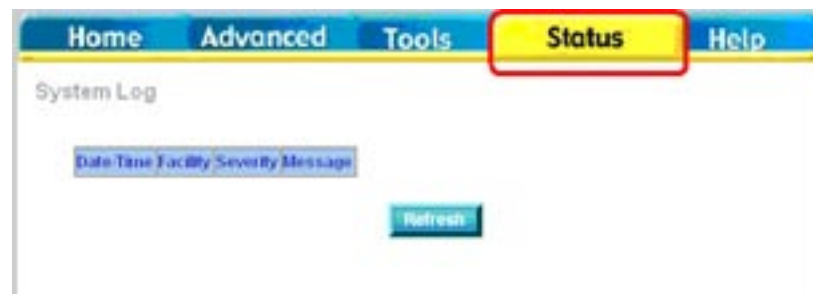 Home Advanced Tools Status Help
System Log
Date-Time Facility Severity Message
Refresh